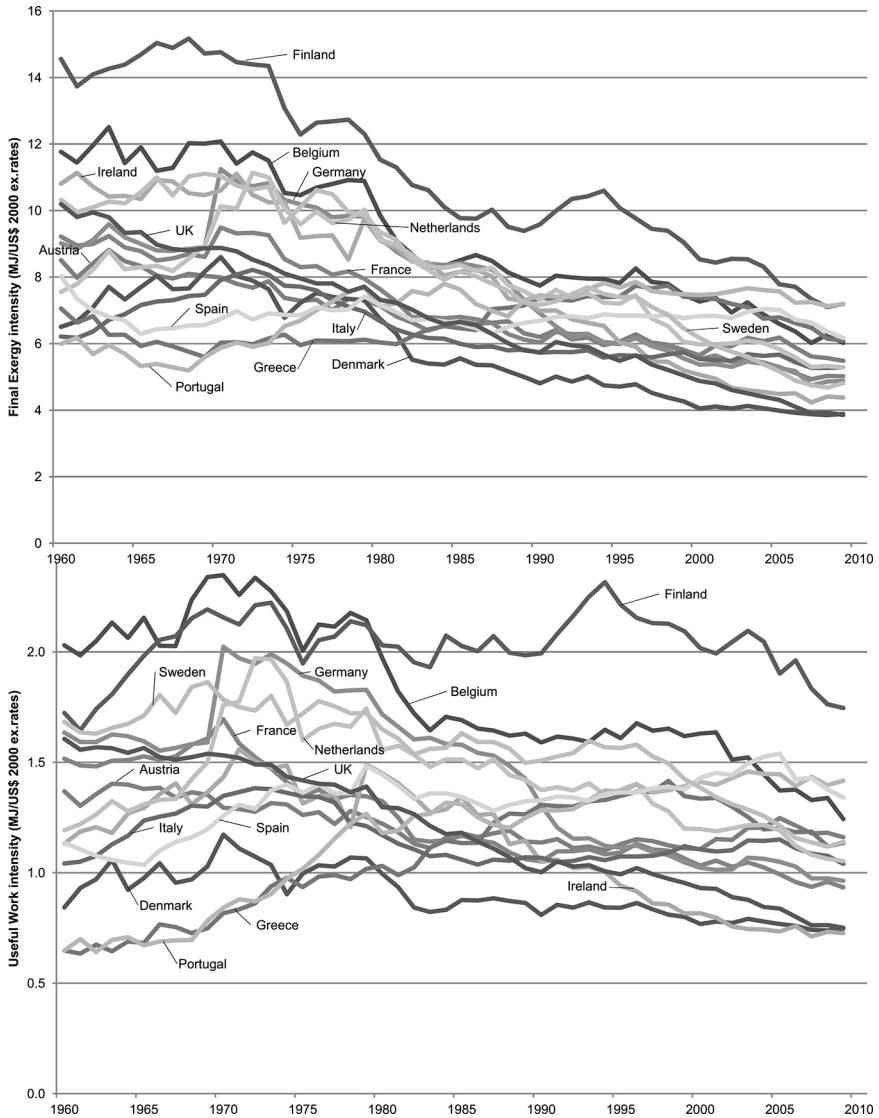 Final Exergy intensity (MJ/US$ 2000 ex.rates)
16
14
12
10
8
6
4
2
0
Finland
Belgium
Ireland
Germany
Netherlands
UK
Austria
France
Spain
Italy
Sweden
Greece
Denmark
Portugal
1960 1965 1970 1975 1980 1985 1990 1995 2000 2005 2010
Useful Work intensity (MJ/US$ 2000 ex.rates)
2.0
1.5
1.0
0.5
0.0
Finland
Sweden
Germany
Belgium
France
Netherlands
Austria
UK
Italy
Spain
Ireland
Denmark
Greece
Portugal
1960 1965 1970 1975 1980 1985 1990 1995 2000 2005 2010